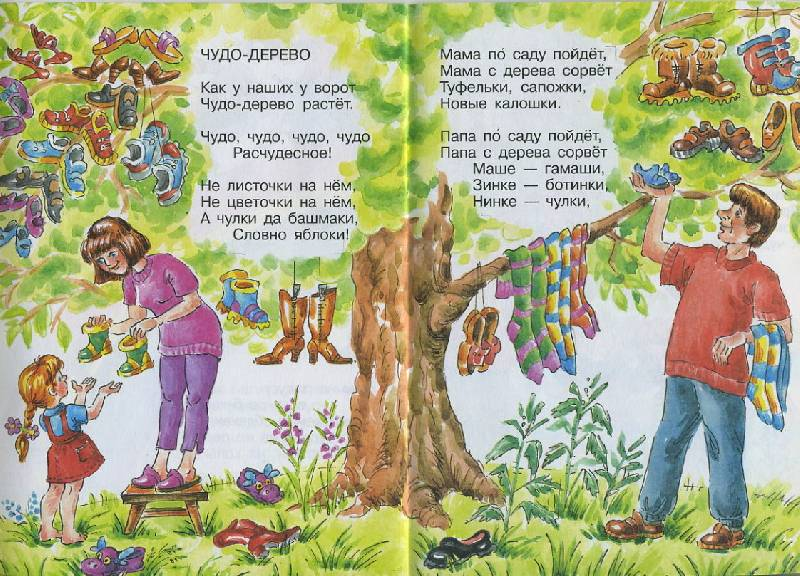 ЧУДО-ДЕРЕВО
Как у наших у ворот
Чудо-дерево растёт.
Чудо, чудо, чудо, чудо
Расчудесное!
Не листочки на нём,
Не цветочки на нём,
А чулки да башмаки,
Словно яблоки!
Мама по́ саду пойдёт,
Мама с дерева сорвёт
Туфельки, сапожки,
Новые калошки.
Папа по́ саду пойдёт,
Папа с дерева сорвёт
Маше — гамаши,
Зинке — ботинки,
Нинке — чулки,